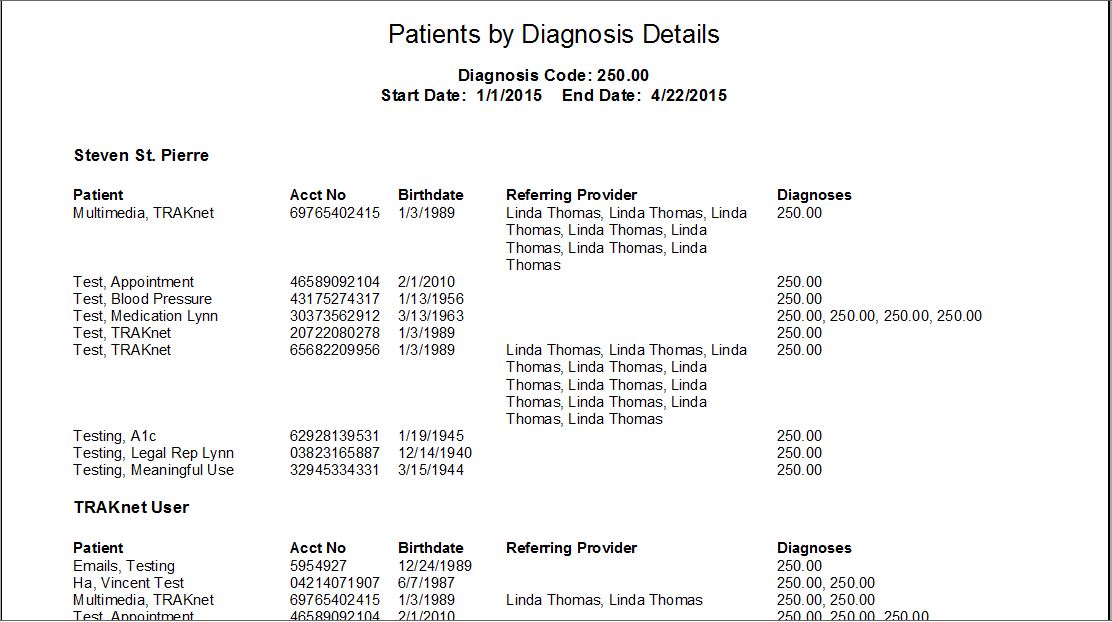 Patients by Diagnosis Details
Diagnosis Code: 250.00
Start Date: 1/1/2015 End Date: 4/22/2015
Steven St. Pierre
Patient Acct No Birthdate Referring Provider Diagnoses
Multimedia, TRAKnet 69765402415 1/3/1989 Linda Thomas, Linda Thomas, Linda 250.00
Thomas, Linda Thomas, Linda
Thomas, Linda Thomas, Linda
Thomas
Test, Appointment 46589092104 2/1/2010 250.00
Test, Blood Pressure 43175274317 1/13/1956 250.00
Test, Medication Lynn 30373562912 3/13/1963 250.00, 250.00, 250.00, 250.00
Test, TRAKnet 20722080278 1/3/1989 250.00
Test, TRAKnet 65682209956 1/3/1989 Linda Thomas, Linda Thomas, Linda 250.00
Thomas, Linda Thomas, Linda
Thomas, Linda Thomas, Linda
Thomas, Linda Thomas, Linda
Thomas, Linda Thomas
Testing, A1c 62928139531 1/19/1945 250.00
Testing, Legal Rep Lynn 03823165887 12/14/1940 250.00
Testing, Meaningful Use 32945334331 3/15/1944 250.00
TRAKnet User
Patient Acct No Birthdate Referring Provider Diagnoses
Emails, Testing 5954927 12/24/1989 250.00
Ha, Vincent Test 04214071907 6/7/1987 250.00, 250.00
Multimedia, TRAKnet 69765402415 1/3/1989 Linda Thomas, Linda Thomas 250.00, 250.00
Test, Appointment 46589092104 2/1/2010 250.00, 250.00, 250.00